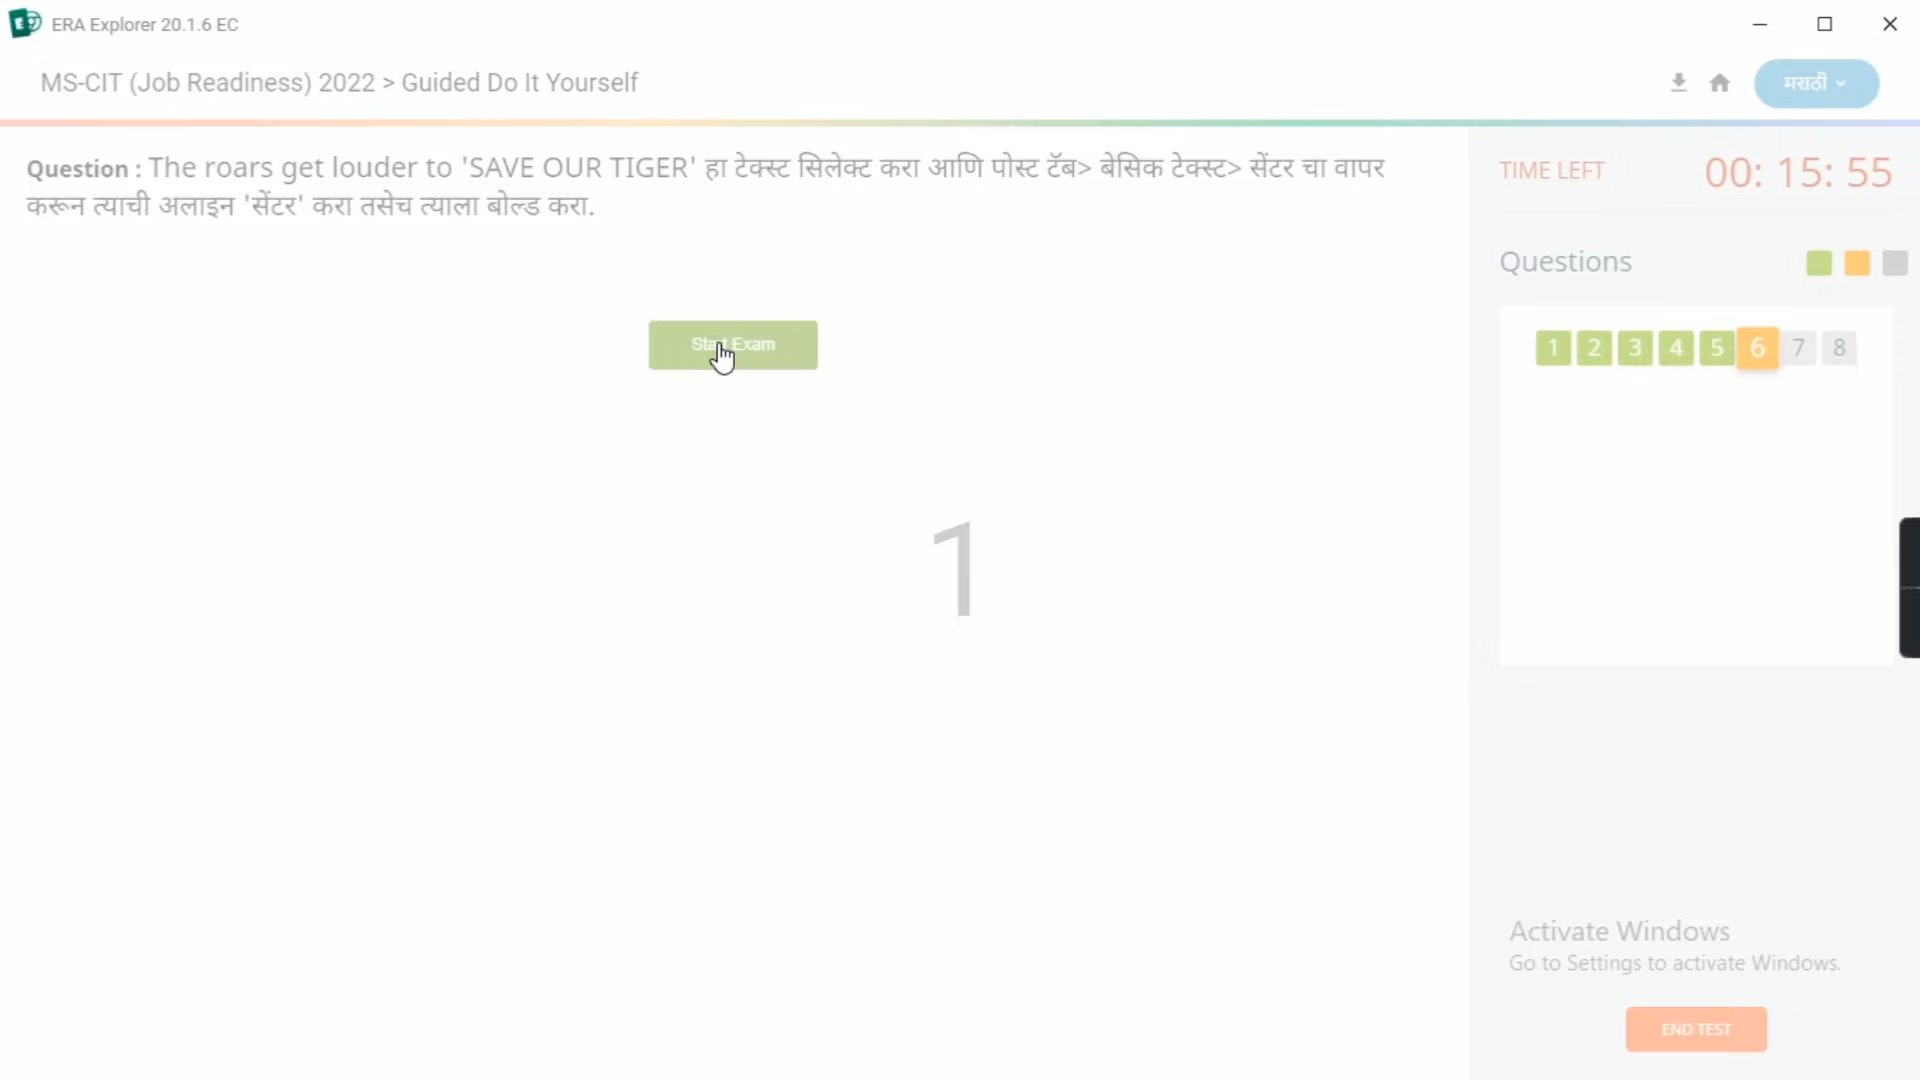 ERA Explorer 20.1.6 EC
MS-CIT (Job Readiness) 2022 > Guided Do It Yourself
मराठी
Question : The roars get louder to 'SAVE OUR TIGER' हा टेक्स्ट सिलेक्ट करा आणि पोस्ट टॅब> बेसिक टेक्स्ट> सेंटर चा वापर
करून त्याची अलाइन 'सेंटर' करा तसेच त्याला बोल्ड करा.
TIME LEFT 00: 15: 55
Questions
Start Exam
1 2 3 4 5 6 7 8
1
Activate Windows
Go to Settings to activate Windows.
END TEST